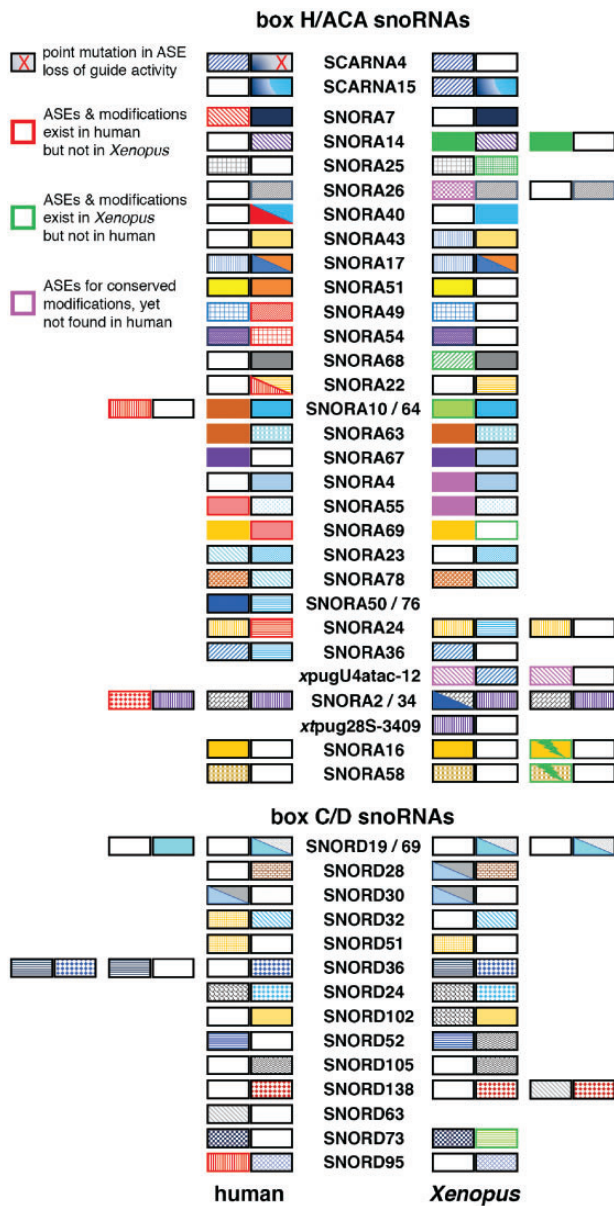 box H/ACA snoRNAs
point mutation in ASE
loss of guide activity
ASEs & modifications
exist in human
but not in Xenopus
ASEs & modifications
exist in Xenopus
but not in human
ASEs for conserved
modifications, yet
not found in human
SCARNA4
SCARNA15
SNORA7
SNORA14
SNORA25
SNORA26
SNORA40
SNORA43
SNORA17
SNORA51
SNORA49
SNORA54
SNORA68
SNORA22
SNORA10 / 64
SNORA63
SNORA67
SNORA4
SNORA55
SNORA69
SNORA23
SNORA78
SNORA50 / 76
SNORA24
SNORA36
xpugU4atac-12
SNORA2 / 34
xtpug28S-3409
SNORA16
SNORA58
box C/D snoRNAs
SNORD19 / 69
SNORD28
SNORD30
SNORD32
SNORD51
SNORD36
SNORD24
SNORD102
SNORD52
SNORD105
SNORD138
SNORD63
SNORD73
SNORD95
human Xenopus